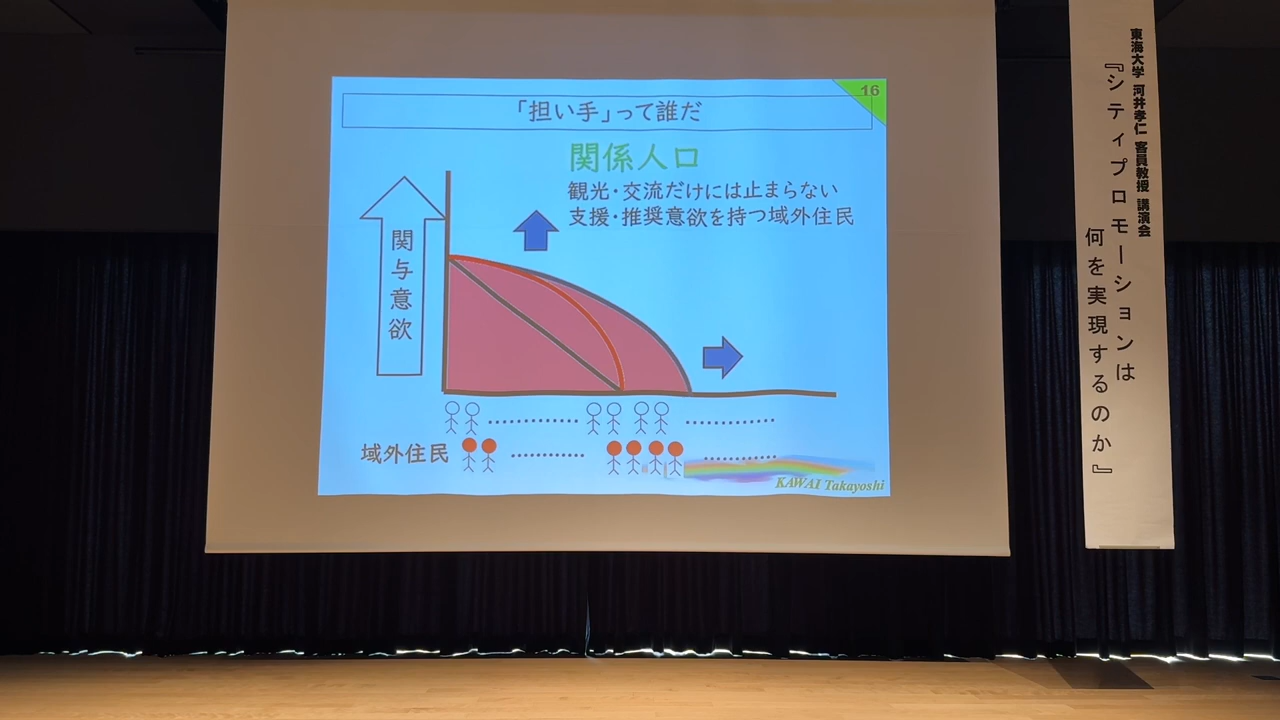 16
「担い手」って誰だ
関係人口
観光・交流だけには止まらない
支援・推奨意欲を持つ域外住民
関与意欲
域外住民
KAWAI Takayoshi
東海大学 河井孝仁 客員教授 講演会
『シティプロモーションは
何を実現するのか』